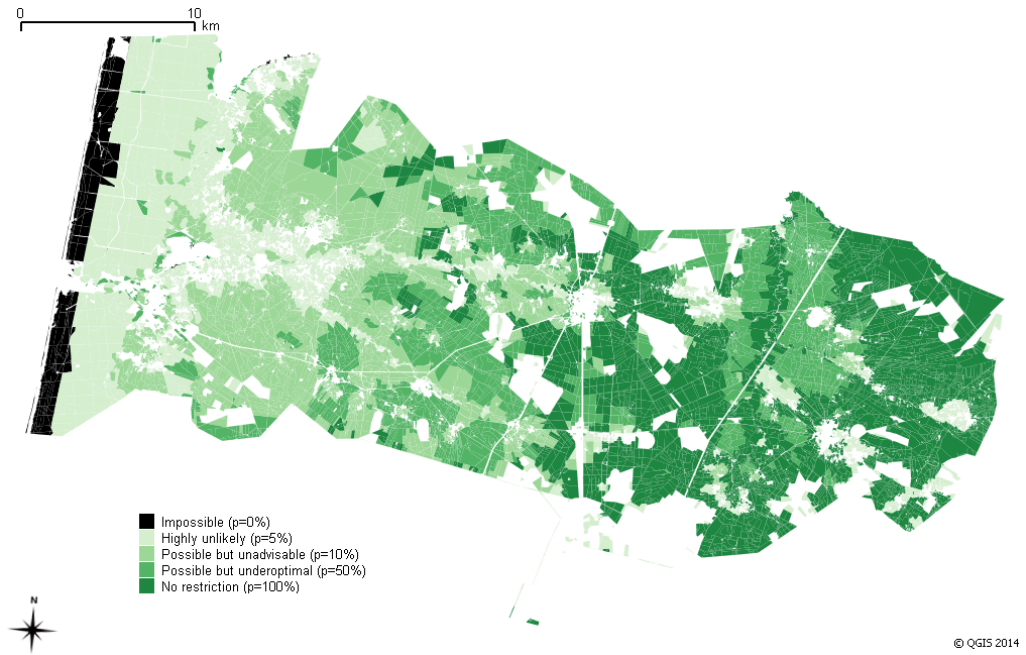 0 10
km
Impossible (p=0%)
Highly unlikely (p=5%)
Possible but unadvisable (p=10%)
Possible but underoptimal (p=50%)
No restriction (p=100%)
N
© QGIS 2014